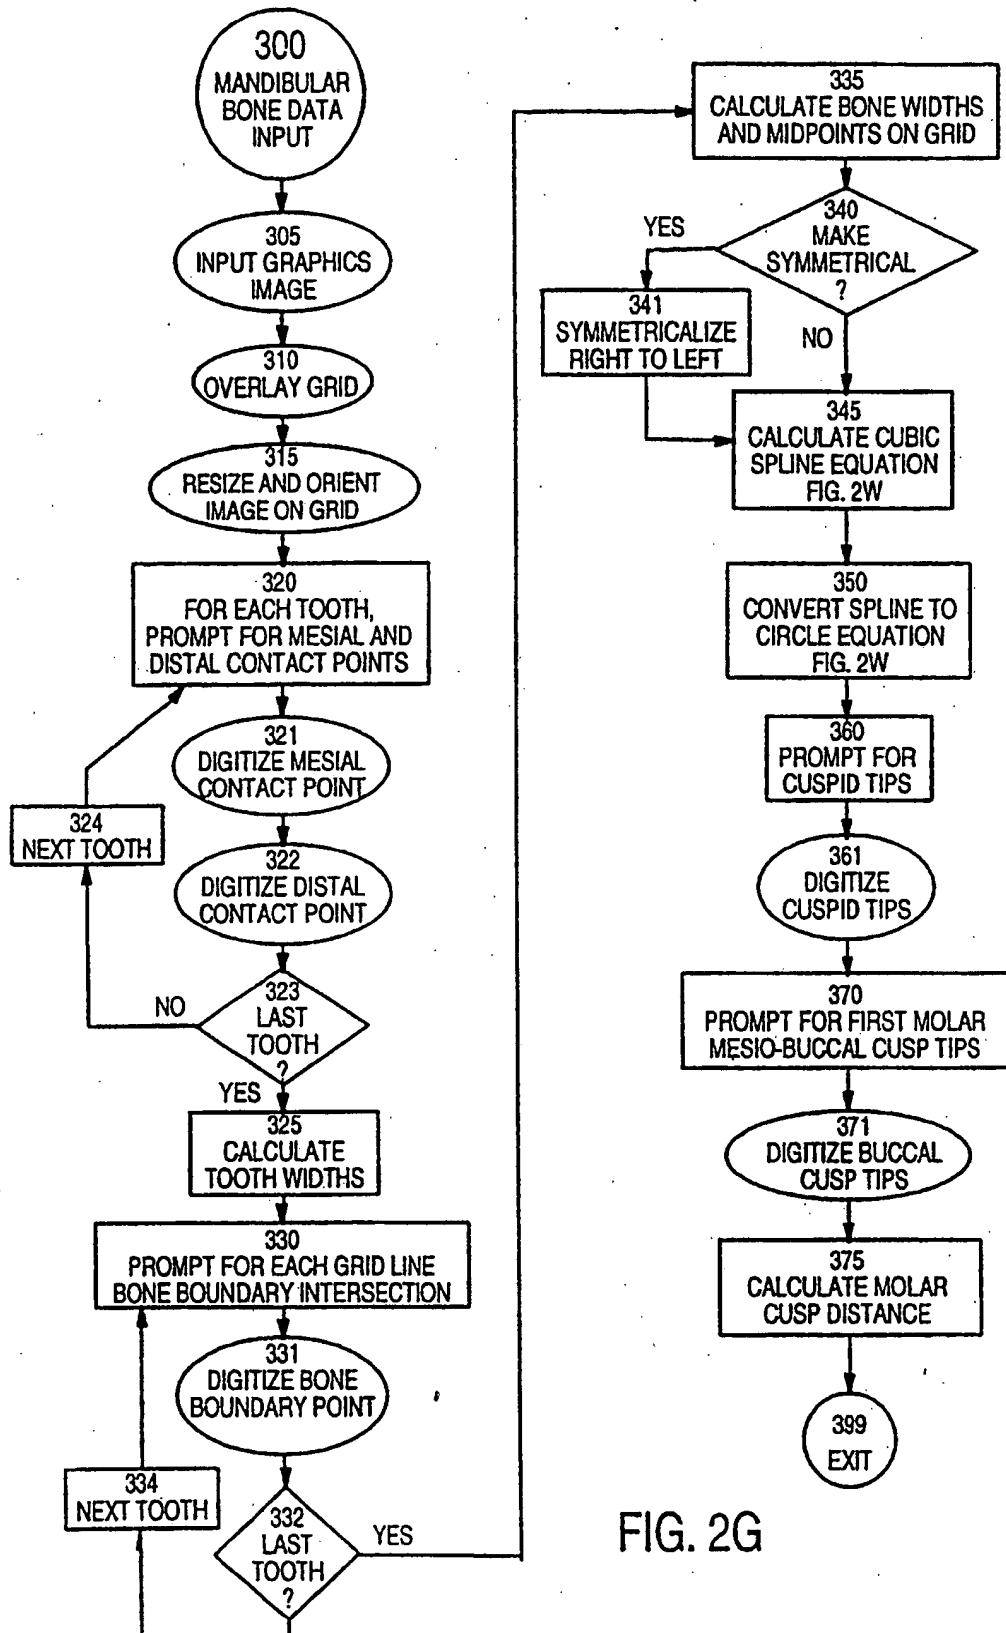 300
MANDIBULAR
BONE DATA
INPUT
305
INPUT GRAPHICS
IMAGE
310
OVERLAY GRID
315
RESIZE AND ORIENT
IMAGE ON GRID
320
FOR EACH TOOTH,
PROMPT FOR MESIAL AND
DISTAL CONTACT POINTS
321
DIGITIZE MESIAL
CONTACT POINT
324
NEXT TOOTH
322
DIGITIZE DISTAL
CONTACT POINT
323
LAST
TOOTH
?
NO
YES
325
CALCULATE
TOOTH WIDTHS
330
PROMPT FOR EACH GRID LINE
BONE BOUNDARY INTERSECTION
331
DIGITIZE BONE
BOUNDARY POINT
334
NEXT TOOTH
332
LAST
TOOTH
?
YES
335
CALCULATE BONE WIDTHS
AND MIDPOINTS ON GRID
340
MAKE
SYMMETRICAL
?
YES
NO
341
SYMMETRICALIZE
RIGHT TO LEFT
345
CALCULATE CUBIC
SPLINE EQUATION
FIG. 2W
350
CONVERT SPLINE TO
CIRCLE EQUATION
FIG. 2W
360
PROMPT FOR
CUSPID TIPS
361
DIGITIZE
CUSPID TIPS
370
PROMPT FOR FIRST MOLAR
MESIO-BUCCAL CUSP TIPS
371
DIGITIZE BUCCAL
CUSP TIPS
375
CALCULATE MOLAR
CUSP DISTANCE
399
EXIT
FIG. 2G